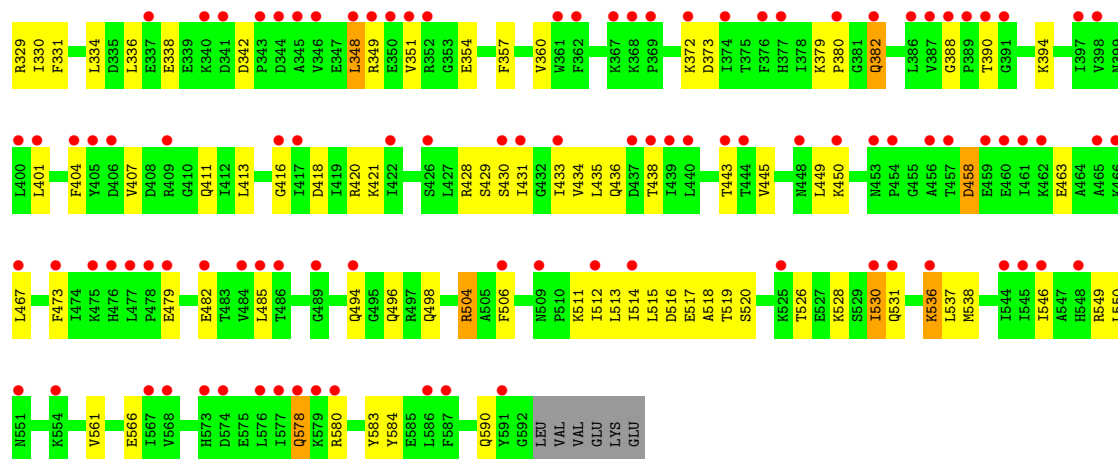 R329 I330 F331 L334 D335 L336 E337 E338 E339 K340 D341 D342 P343 D344 A345 V346 E347 L348 R349 E350 V351 R352 G353 E354 F357 V360 W361 F362 K367 K368 P369 K372 D373 I374 T375 F376 H377 I378 K379 P380 G381 Q382 L386 V387 G388 P389 T390 G391 K394 I397 V398 N399
L400 L401 F404 Y405 D406 V407 D408 R409 G410 Q411 I412 L413 G416 I417 D418 I419 R420 K421 I422 S426 L427 R428 S429 S430 I431 G432 I433 V434 L435 Q436 D437 T438 I439 L440 T443 T444 V445 N448 L449 K450 N453 P454 G455 A456 T457 D458 E459 E460 I461 K462 E463 A464 A465 K466
L467 F473 I474 K475 H476 L477 P478 E479 E482 T483 V484 L485 T486 G489 Q494 G495 Q496 R497 Q498 R504 A505 F506 N509 P510 K511 I512 L513 I514 L515 D516 E517 A518 T519 S520 K525 T526 E527 K528 S529 I530 Q531 K536 L537 M538 I544 I545 I546 A547 H548 R549 L550
N551 K554 V561 E566 I567 V568 H573 D574 E575 L576 I577 Q578 K579 R580 Y583 Y584 E585 L586 F587 Q590 Y591 G592 LEU VAL VAL GLU LYS GLU